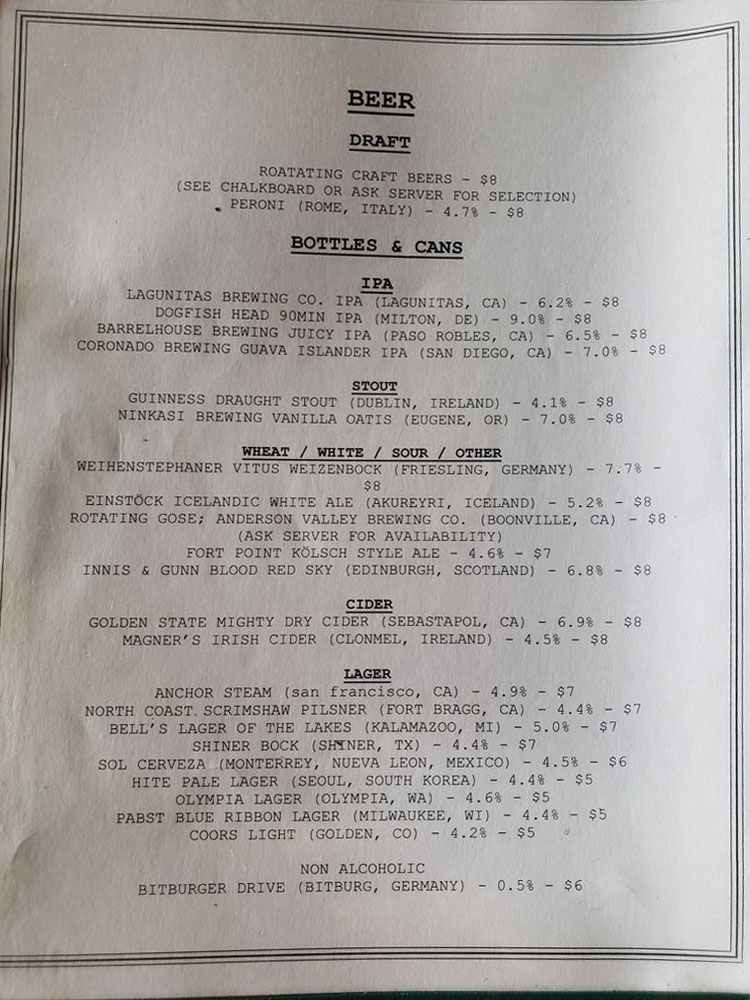 BEER
DRAFT
ROATATING CRAFT BEERS - $8
(SEE CHALKBOARD OR ASK SERVER FOR SELECTION)
PERONI (ROME, ITALY) - 4.7% - $8
BOTTLES & CANS
IPA
LAGUNITAS BREWING CO. IPA (LAGUNITAS, CA) - 6.2% - $8
DOGFISH HEAD 90MIN IPA (MILTON, DE) - 9.0% - $8
BARRELHOUSE BREWING JUICY IPA (PASO ROBLES, CA) - 6.5% - $8
CORONADO BREWING GUAVA ISLANDER IPA (SAN DIEGO, CA) - 7.0% - $8
STOUT
GUINNESS DRAUGHT STOUT (DUBLIN, IRELAND) - 4.1% - $8
NINKASI BREWING VANILLA OATIS (EUGENE, OR) - 7.0% - $8
WHEAT / WHITE / SOUR / OTHER
WEIHENSTEPHANER VITUS WEIZENBOCK (FRIESLING, GERMANY) - 7.7% -
$8
EINSTÖCK ICELANDIC WHITE ALE (AKUREYRI, ICELAND) - 5.2% - $8
ROTATING GOSE; ANDERSON VALLEY BREWING CO. (BOONVILLE, CA) - $8
(ASK SERVER FOR AVAILABILITY)
FORT POINT KÖLSCH STYLE ALE - 4.6% - $7
INNIS & GUNN BLOOD RED SKY (EDINBURGH, SCOTLAND) - 6.8% - $8
CIDER
GOLDEN STATE MIGHTY DRY CIDER (SEBASTAPOL, CA) - 6.9% - $8
MAGNER'S IRISH CIDER (CLONMEL, IRELAND) - 4.5% - $8
LAGER
ANCHOR STEAM (san francisco, CA) - 4.9% - $7
NORTH COAST SCRIMSHAW PILSNER (FORT BRAGG, CA) - 4.4% - $7
BELL'S LAGER OF THE LAKES (KALAMAZOO, MI) - 5.0% - $7
SHINER BOCK (SHINER, TX) - 4.4% - $7
SOL CERVEZA (MONTERREY, NUEVA LEON, MEXICO) - 4.5% - $6
HITE PALE LAGER (SEOUL, SOUTH KOREA) - 4.4% - $5
OLYMPIA LAGER (OLYMPIA, WA) - 4.6% - $5
PABST BLUE RIBBON LAGER (MILWAUKEE, WI) - 4.4% - $5
COORS LIGHT (GOLDEN, CO) - 4.2% - $5
NON ALCOHOLIC
BITBURGER DRIVE (BITBURG, GERMANY) - 0.5% - $6